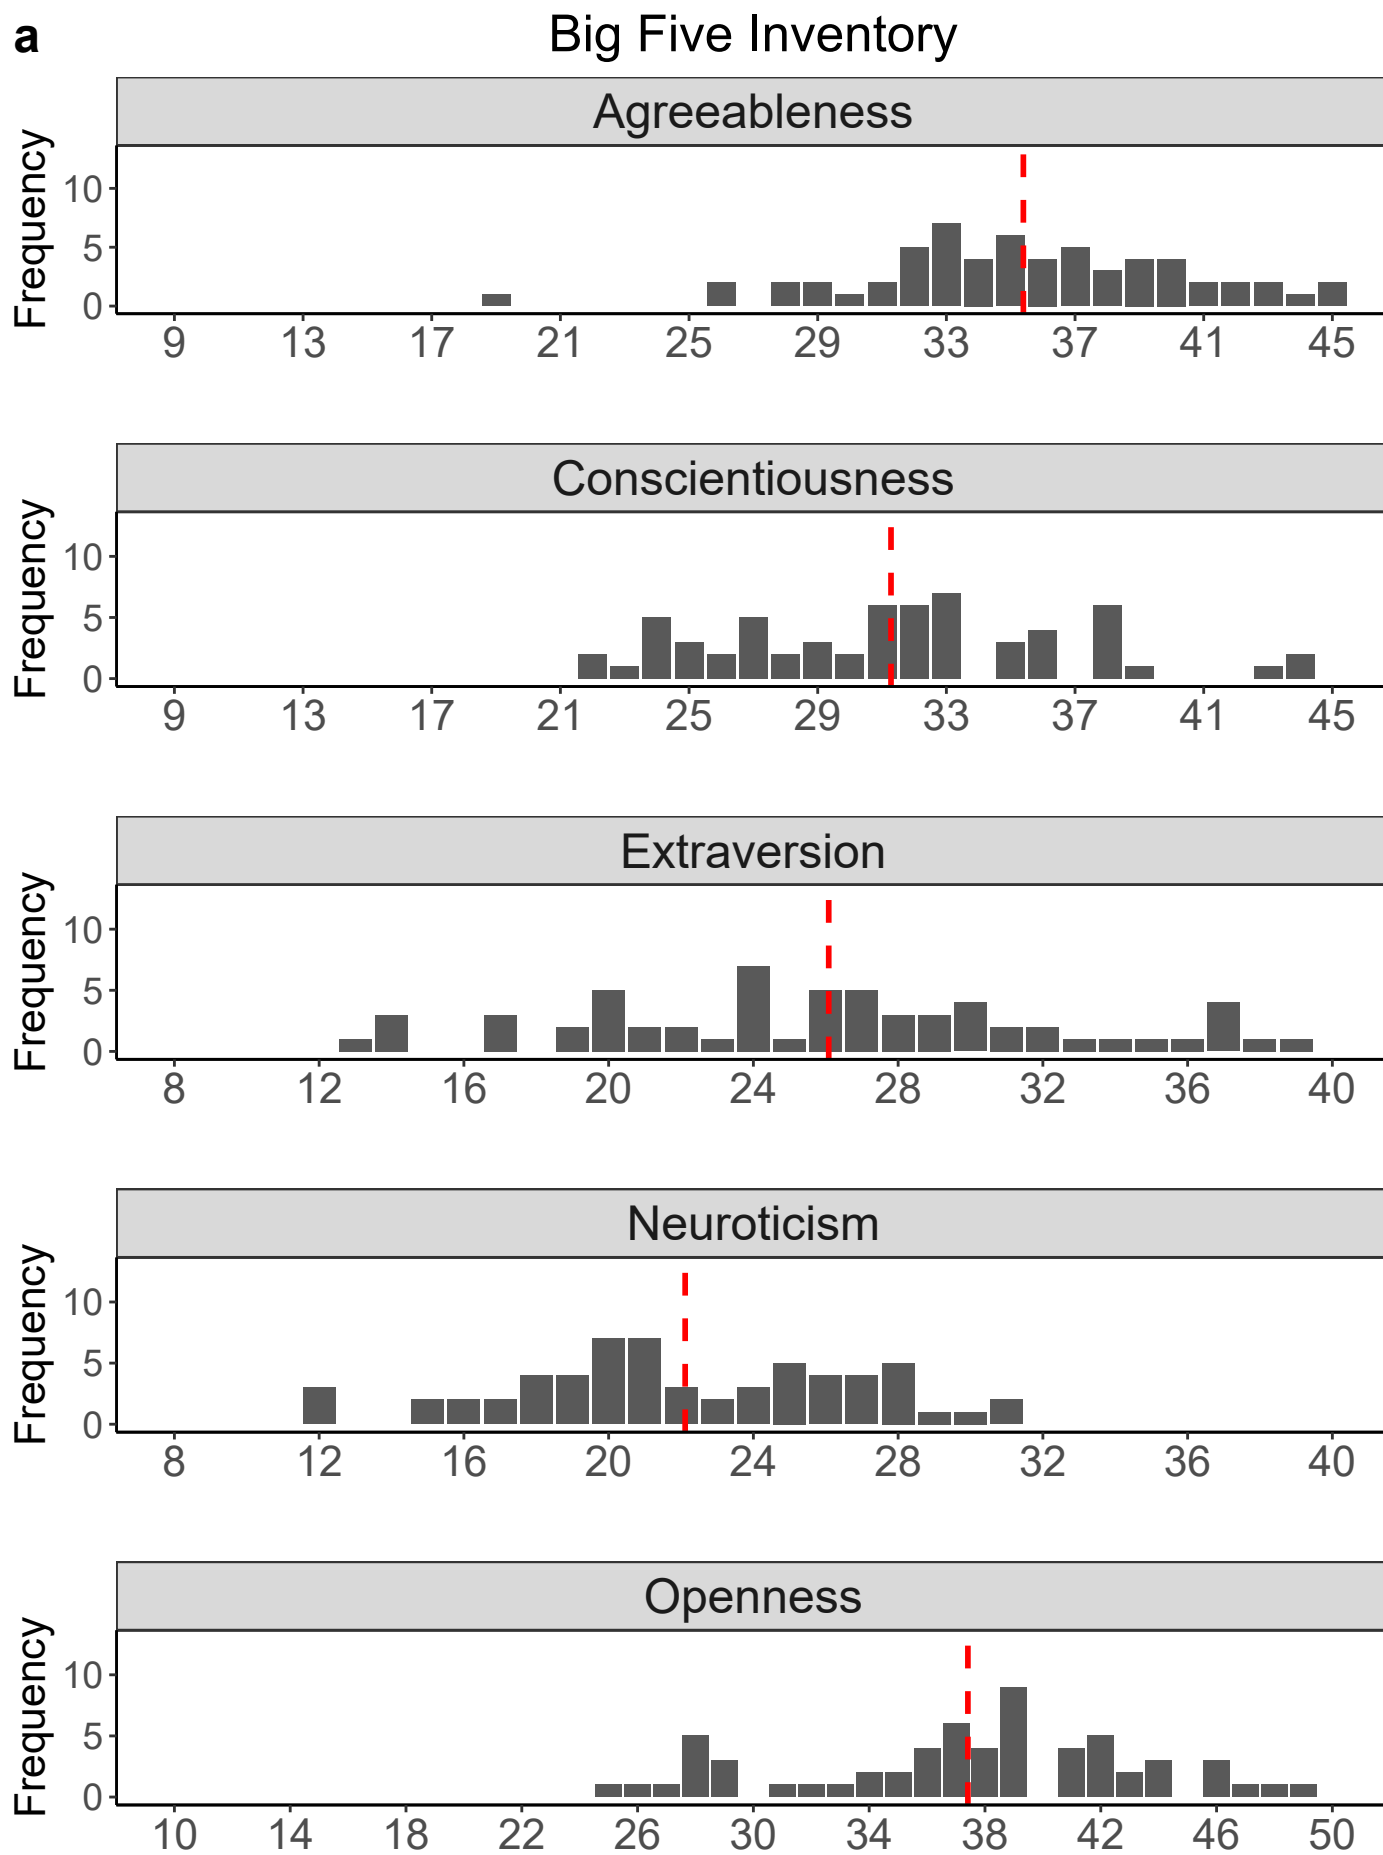 a
Big Five Inventory
Agreeableness
Frequency
10
5
0
9 13 17 21 25 29 33 37 41 45
Conscientiousness
Frequency
10
5
0
9 13 17 21 25 29 33 37 41 45
Extraversion
Frequency
10
5
0
8 12 16 20 24 28 32 36 40
Neuroticism
Frequency
10
5
0
8 12 16 20 24 28 32 36 40
Openness
Frequency
10
5
0
10 14 18 22 26 30 34 38 42 46 50